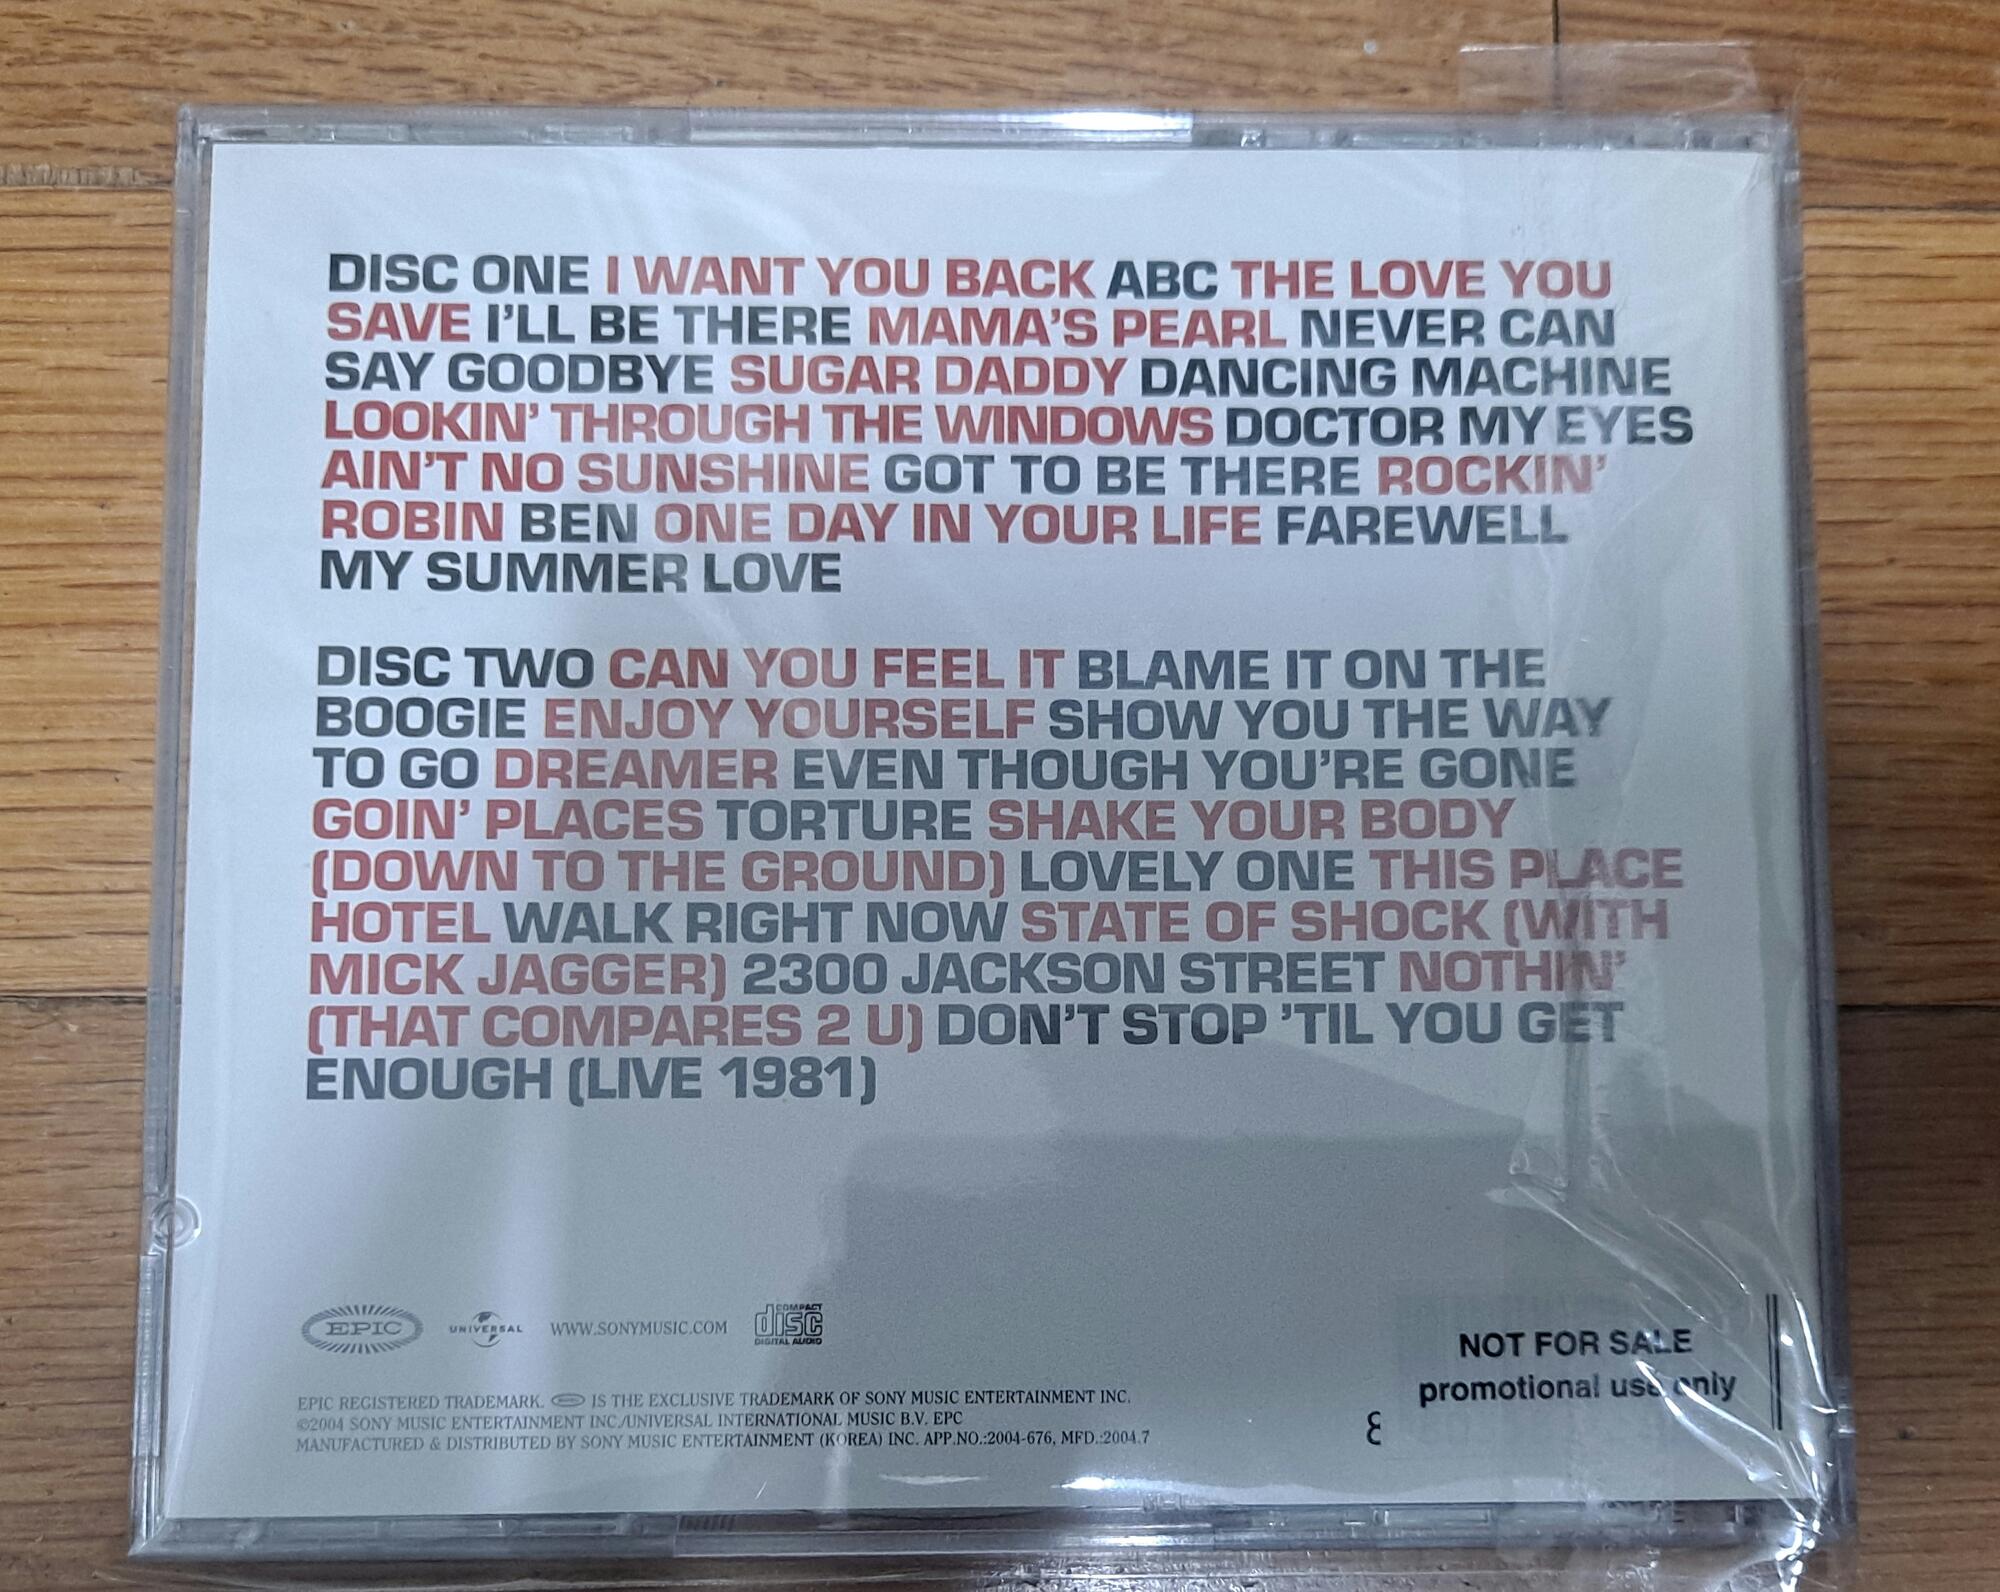 DISC ONE I WANT YOU BACK ABC THE LOVE YOU
SAVE I'LL BE THERE MAMA'S PEARL NEVER CAN
SAY GOODBYE SUGAR DADDY DANCING MACHINE
LOOKIN' THROUGH THE WINDOWS DOCTOR MY EYES
AIN'T NO SUNSHINE GOT TO BE THERE ROCKIN'
ROBIN BEN ONE DAY IN YOUR LIFE FAREWELL
MY SUMMER LOVE
DISC TWO CAN YOU FEEL IT BLAME IT ON THE
BOOGIE ENJOY YOURSELF SHOW YOU THE WAY
TO GO DREAMER EVEN THOUGH YOU'RE GONE
GOIN' PLACES TORTURE SHAKE YOUR BODY
(DOWN TO THE GROUND) LOVELY ONE THIS PLACE
HOTEL WALK RIGHT NOW STATE OF SHOCK (WITH
MICK JAGGER) 2300 JACKSON STREET NOTHIN'
(THAT COMPARES 2 U) DON'T STOP 'TIL YOU GET
ENOUGH (LIVE 1981)
EPIC UNIVERSAL WWW.SONYMUSIC.COM COMPACT disc DIGITAL AUDIO
NOT FOR SALE
promotional use only
EPIC REGISTERED TRADEMARK. IS THE EXCLUSIVE TRADEMARK OF SONY MUSIC ENTERTAINMENT INC.
©2004 SONY MUSIC ENTERTAINMENT INC./UNIVERSAL INTERNATIONAL MUSIC B.V. EPC
MANUFACTURED & DISTRIBUTED BY SONY MUSIC ENTERTAINMENT (KOREA) INC. APP.NO.:2004-676, MFD.:2004.7